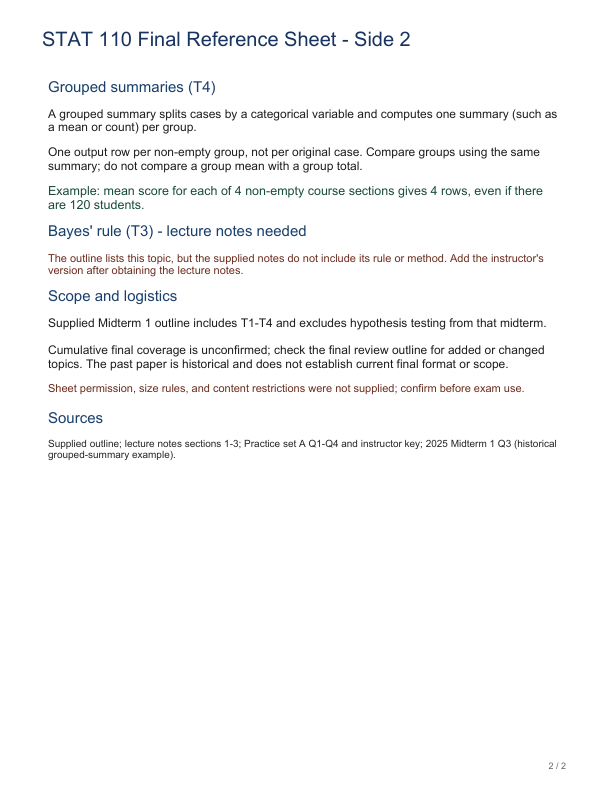 STAT 110 Final Reference Sheet - Side 2
Grouped summaries (T4)
A grouped summary splits cases by a categorical variable and computes one summary (such as
a mean or count) per group.
One output row per non-empty group, not per original case. Compare groups using the same
summary; do not compare a group mean with a group total.
Example: mean score for each of 4 non-empty course sections gives 4 rows, even if there
are 120 students.
Bayes' rule (T3) - lecture notes needed
The outline lists this topic, but the supplied notes do not include its rule or method. Add the instructor's
version after obtaining the lecture notes.
Scope and logistics
Supplied Midterm 1 outline includes T1-T4 and excludes hypothesis testing from that midterm.
Cumulative final coverage is unconfirmed; check the final review outline for added or changed
topics. The past paper is historical and does not establish current final format or scope.
Sheet permission, size rules, and content restrictions were not supplied; confirm before exam use.
Sources
Supplied outline; lecture notes sections 1-3; Practice set A Q1-Q4 and instructor key; 2025 Midterm 1 Q3 (historical
grouped-summary example).
2 / 2